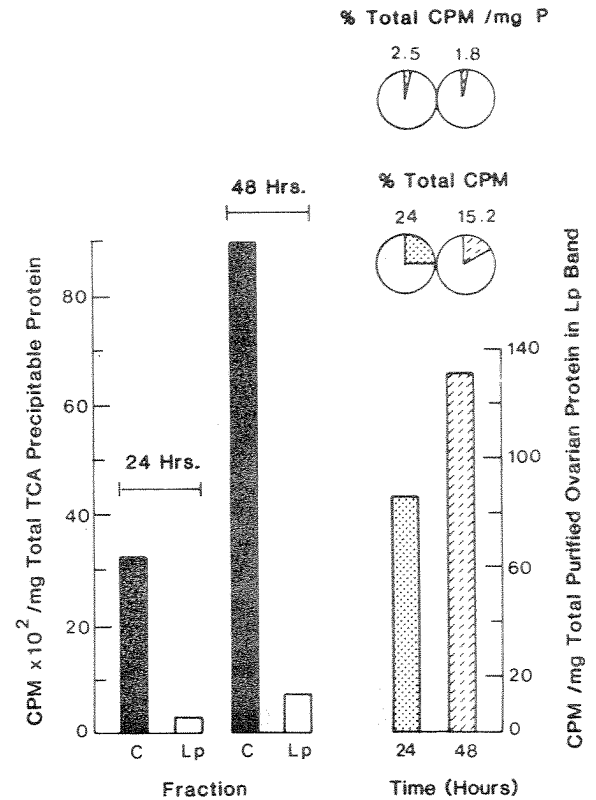 % Total CPM /mg P
2.5 1.8
% Total CPM
24 15.2
48 Hrs.
24 Hrs.
CPM x 10² /mg Total TCA Precipitable Protein
80
60
40
20
0
C Lp C Lp
Fraction
CPM /mg Total Purified Ovarian Protein in Lp Band
140
100
60
20
0
24 48
Time (Hours)